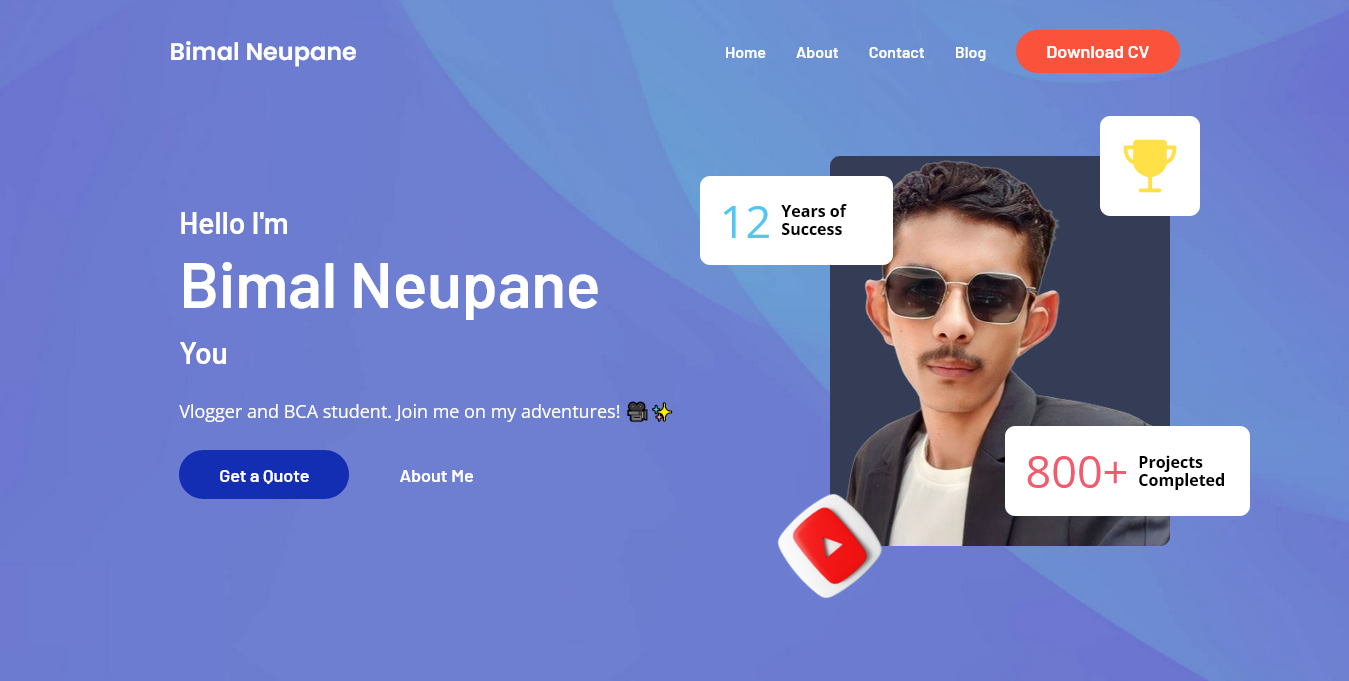 Bimal Neupane
Home About Contact Blog Download CV
Hello I'm
Bimal Neupane
You
Vlogger and BCA student. Join me on my adventures! 🎥✨
Get a Quote
About Me
12
Years of
Success
800+
Projects
Completed